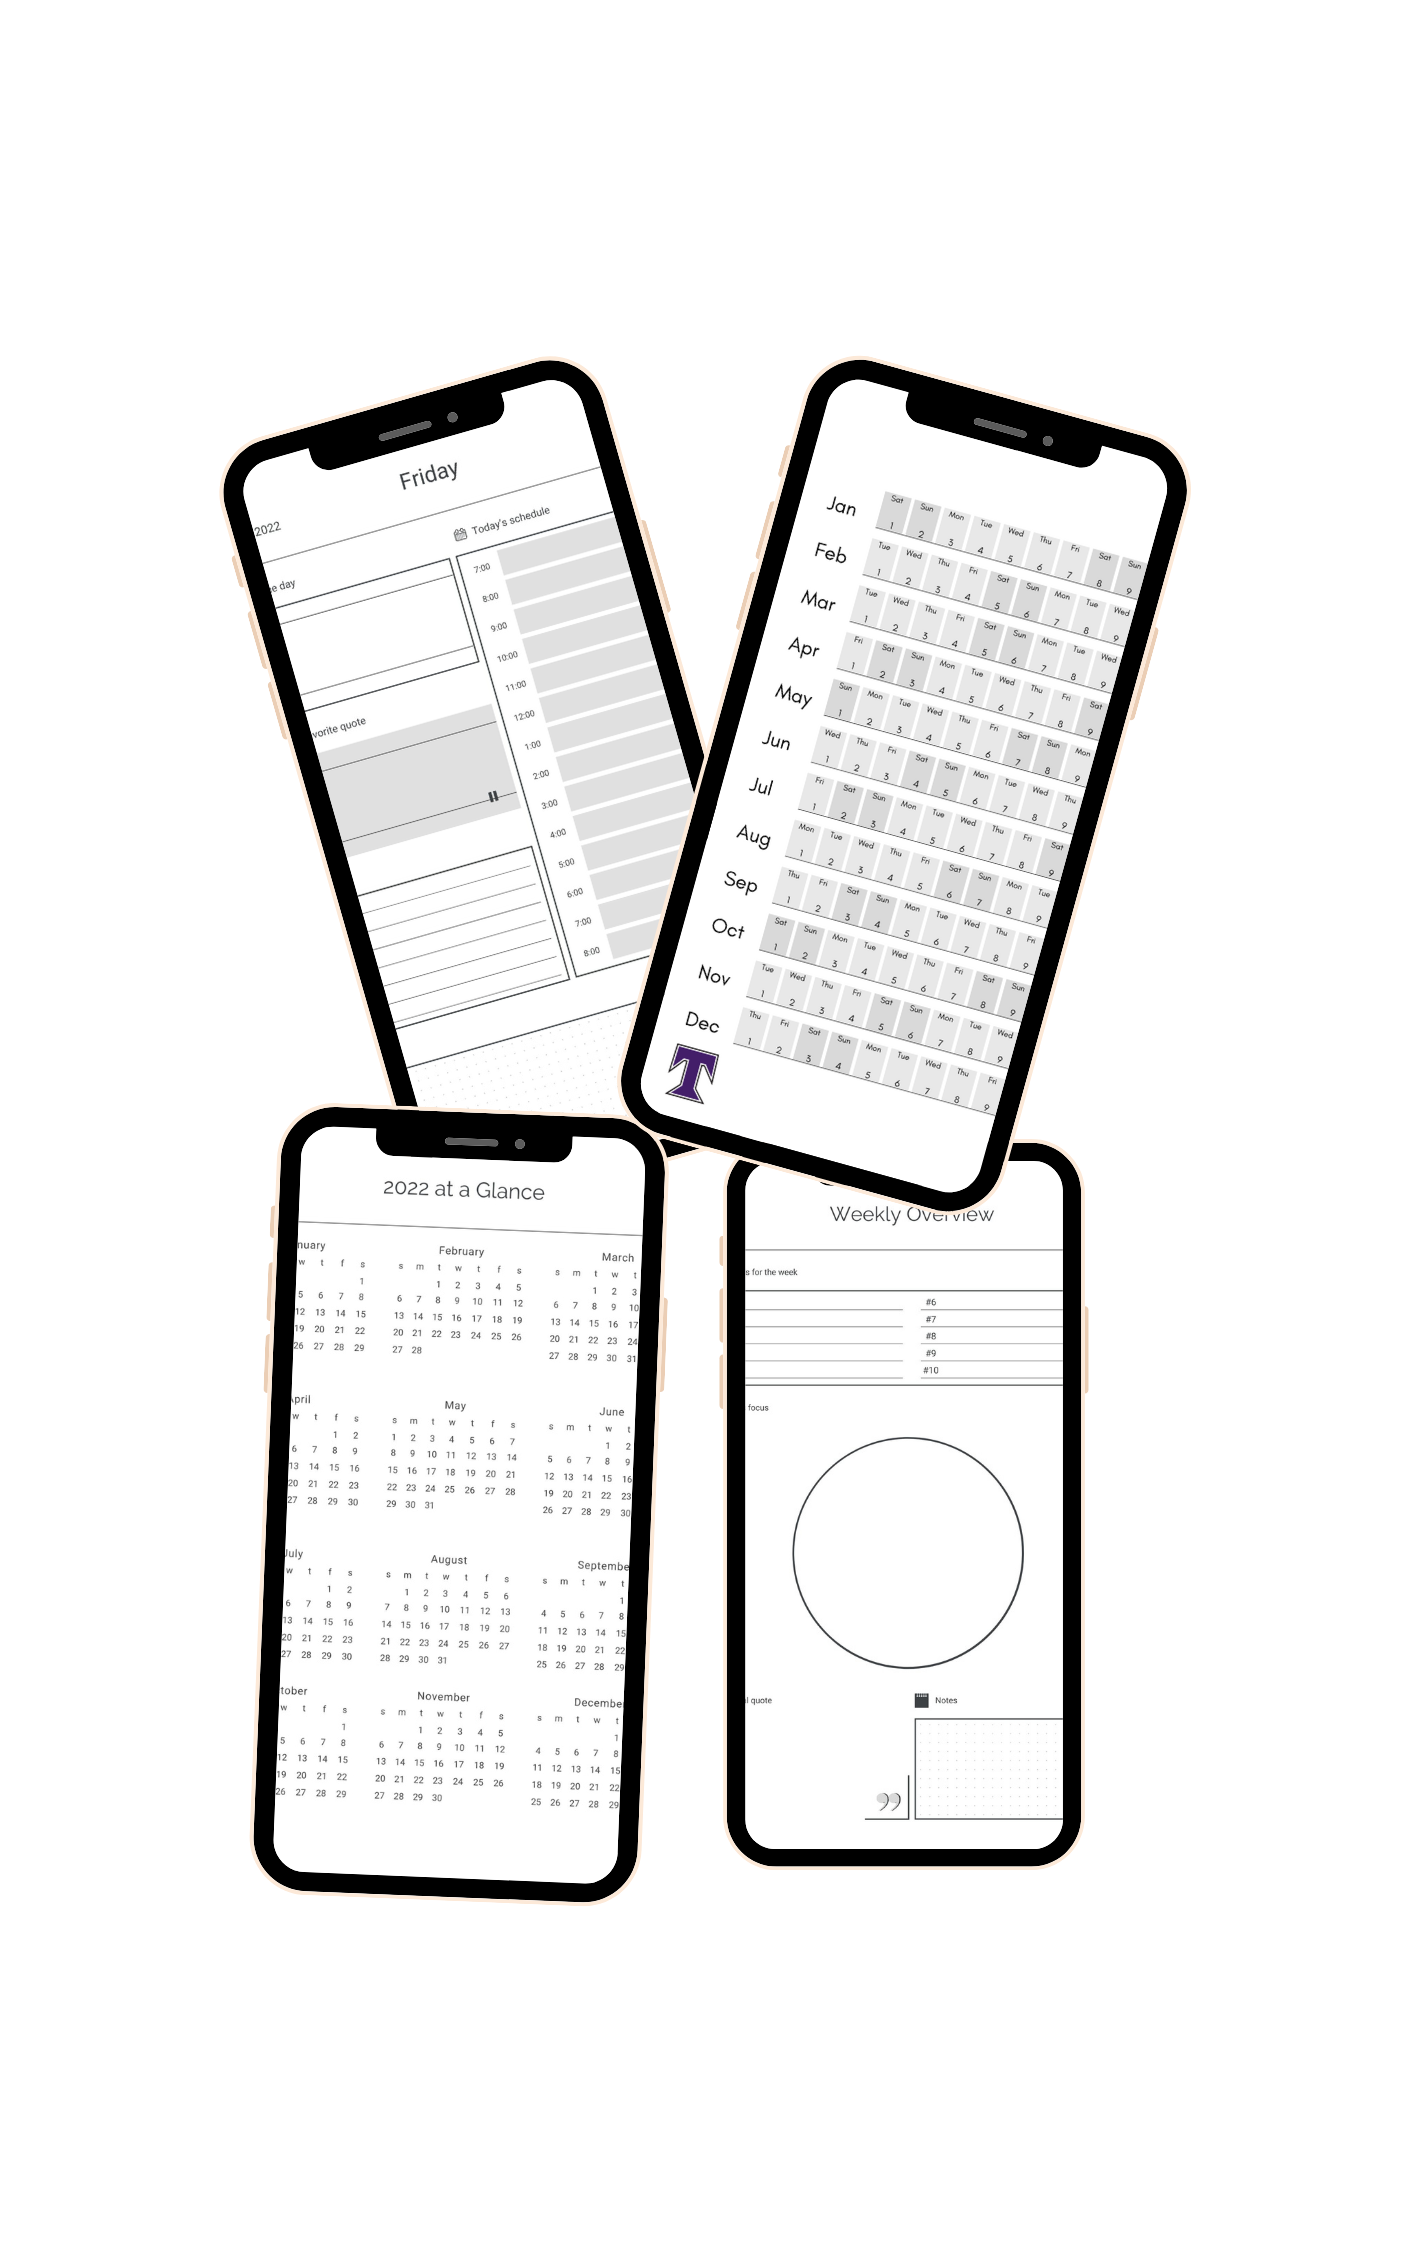 Friday
2022
e day
Today's schedule
7:00
8:00
9:00
10:00
11:00
12:00
1:00
2:00
3:00
4:00
5:00
6:00
7:00
8:00
vorite quote
Jan Sat 1 Sun 2 Mon 3 Tue 4 Wed 5 Thu 6 Fri 7 Sat 8 Sun 9
Feb Tue 1 Wed 2 Thu 3 Fri 4 Sat 5 Sun 6 Mon 7 Tue 8 Wed 9
Mar Tue 1 Wed 2 Thu 3 Fri 4 Sat 5 Sun 6 Mon 7 Tue 8 Wed 9
Apr Fri 1 Sat 2 Sun 3 Mon 4 Tue 5 Wed 6 Thu 7 Fri 8 Sat 9
May Sun 1 Mon 2 Tue 3 Wed 4 Thu 5 Fri 6 Sat 7 Sun 8 Mon 9
Jun Wed 1 Thu 2 Fri 3 Sat 4 Sun 5 Mon 6 Tue 7 Wed 8 Thu 9
Jul Fri 1 Sat 2 Sun 3 Mon 4 Tue 5 Wed 6 Thu 7 Fri 8 Sat 9
Aug Mon 1 Tue 2 Wed 3 Thu 4 Fri 5 Sat 6 Sun 7 Mon 8 Tue 9
Sep Thu 1 Fri 2 Sat 3 Sun 4 Mon 5 Tue 6 Wed 7 Thu 8 Fri 9
Oct Sat 1 Sun 2 Mon 3 Tue 4 Wed 5 Thu 6 Fri 7 Sat 8 Sun 9
Nov Tue 1 Wed 2 Thu 3 Fri 4 Sat 5 Sun 6 Mon 7 Tue 8 Wed 9
Dec Thu 1 Fri 2 Sat 3 Sun 4 Mon 5 Tue 6 Wed 7 Thu 8 Fri 9
T
2022 at a Glance
nuary February March
w t f s s m t w t f s s m t w t
1 1 2 3 4 5 1 2 3
5 6 7 8 6 7 8 9 10 11 12 6 7 8 9 10
12 13 14 15 13 14 15 16 17 18 19 13 14 15 16 17
19 20 21 22 20 21 22 23 24 25 26 20 21 22 23 24
26 27 28 29 27 28 27 28 29 30 31
April May June
w t f s s m t w t f s s m t w t
1 2 1 2 3 4 5 6 7 1 2
6 7 8 9 8 9 10 11 12 13 14 5 6 7 8 9
13 14 15 16 15 16 17 18 19 20 21 12 13 14 15 16
20 21 22 23 22 23 24 25 26 27 28 19 20 21 22 23
27 28 29 30 29 30 31 26 27 28 29 30
July August Septembe
w t f s s m t w t f s s m t w t
1 2 1 2 3 4 5 6 1
6 7 8 9 7 8 9 10 11 12 13 4 5 6 7 8
13 14 15 16 14 15 16 17 18 19 20 11 12 13 14 15
20 21 22 23 21 22 23 24 25 26 27 18 19 20 21 22
27 28 29 30 28 29 30 31 25 26 27 28 29
tober November December
w t f s s m t w t f s s m t w t
1 1 2 3 4 5 1
5 6 7 8 6 7 8 9 10 11 12 4 5 6 7 8
12 13 14 15 13 14 15 16 17 18 19 11 12 13 14 15
19 20 21 22 20 21 22 23 24 25 26 18 19 20 21 22
26 27 28 29 27 28 29 30 25 26 27 28 29
Weekly Overview
s for the week
#6
#7
#8
#9
#10
focus
l quote
Notes